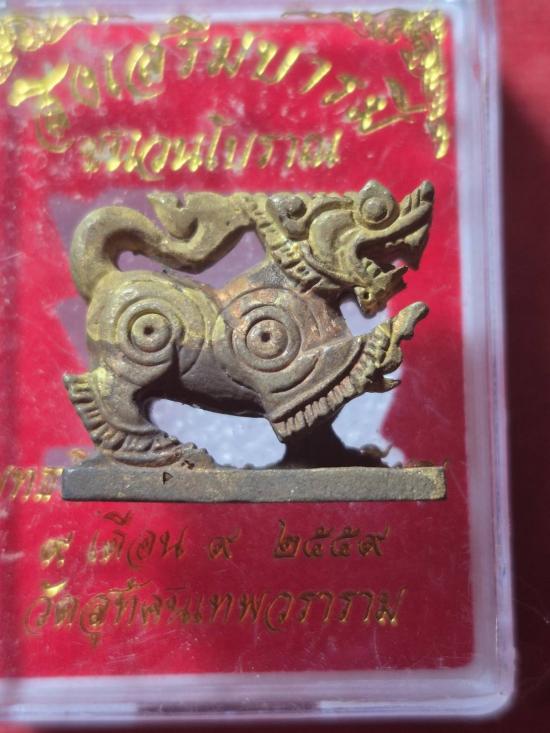 สิงห์เสริมบารมี
ชนวนโบราณ
๙ เดือน ๙ ๒๕๕๙
วัดสุทัศนเทพวราราม